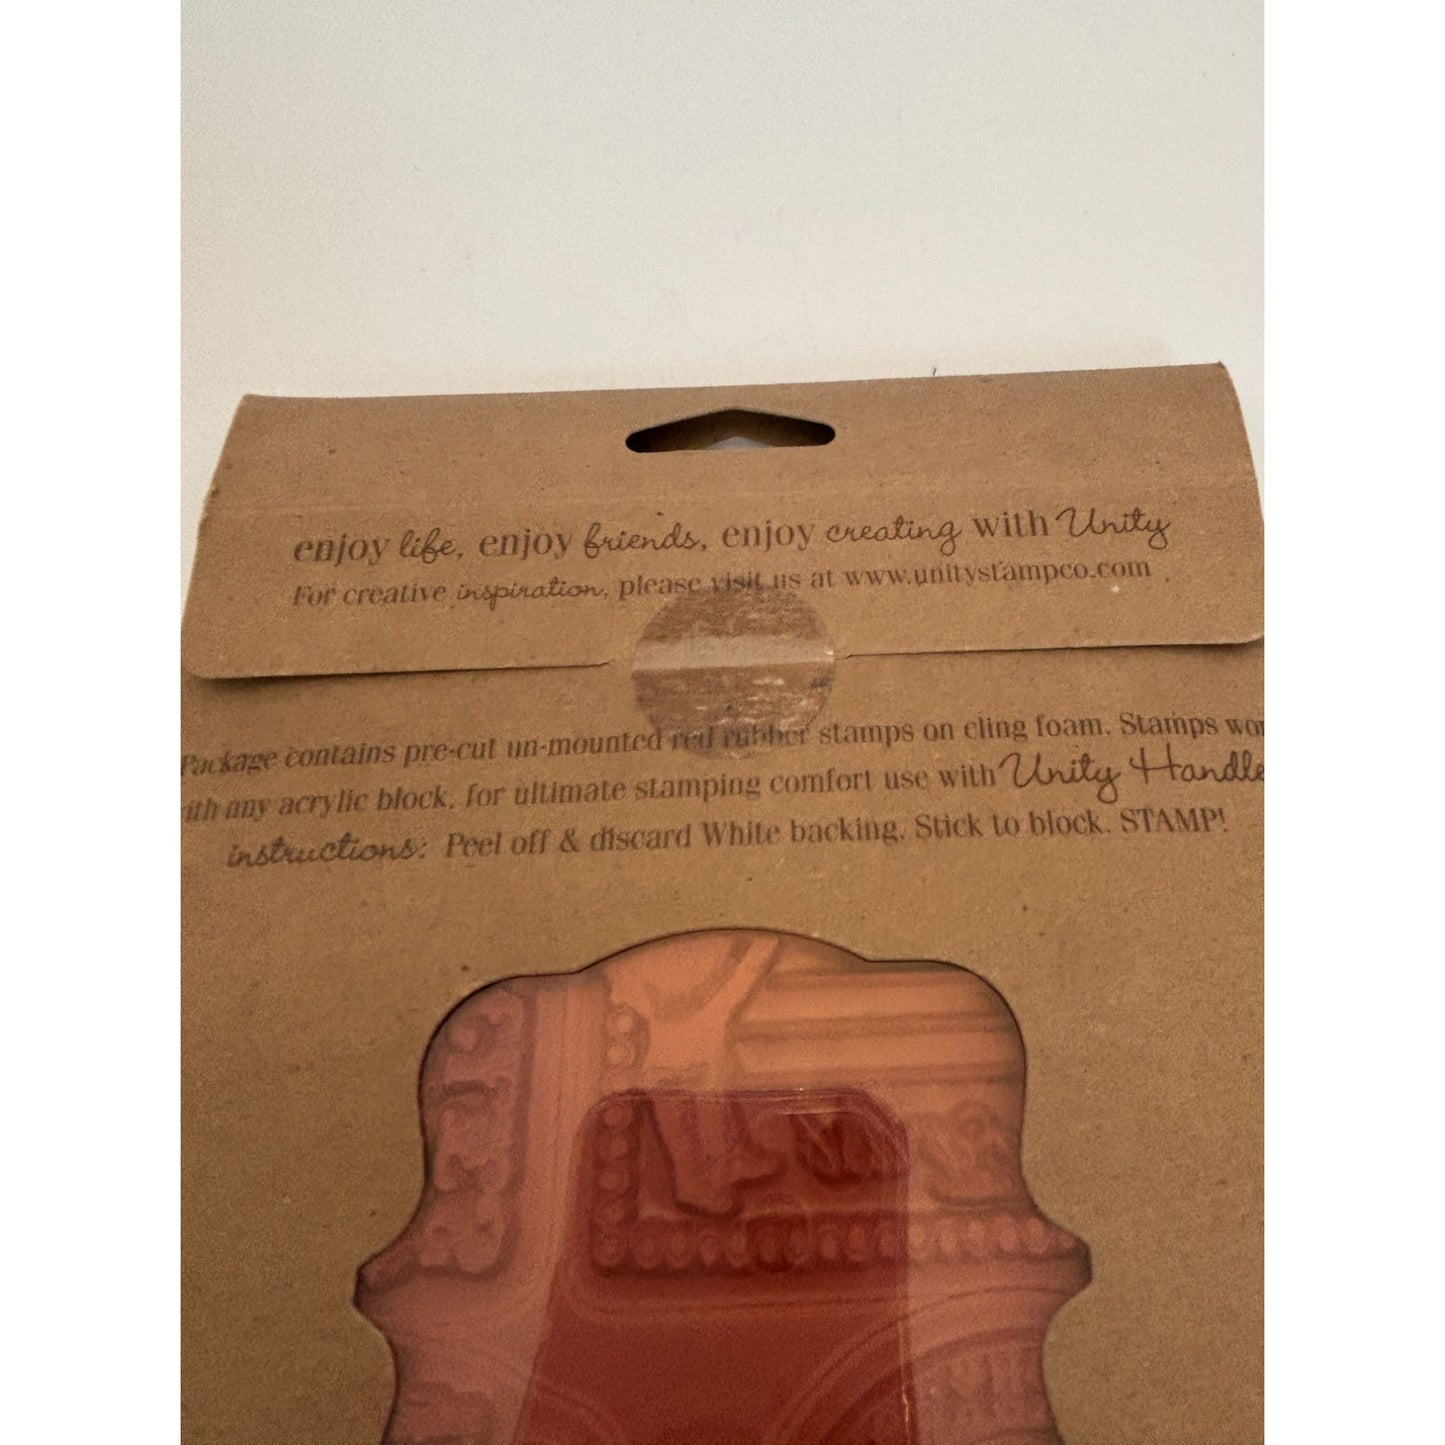 enjoy life, enjoy friends, enjoy creating with Unity
For creative inspiration, please visit us at www.unitystampco.com
Package contains pre-cut un-mounted red rubber stamps on cling foam. Stamps wor
ith any acrylic block, for ultimate stamping comfort use with Unity Handle
instructions: Peel off & discard White backing. Stick to block. STAMP!